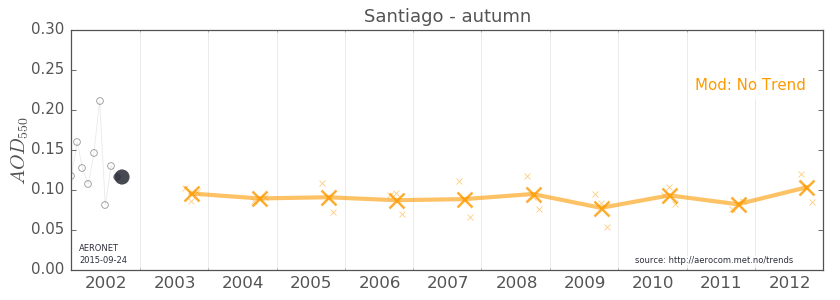 Santiago - autumn
0.30
0.25
0.20
0.15
0.10
0.05
0.00
AOD550
Mod: No Trend
AERONET
2015-09-24
source: http://aerocom.met.no/trends
2002 2003 2004 2005 2006 2007 2008 2009 2010 2011 2012